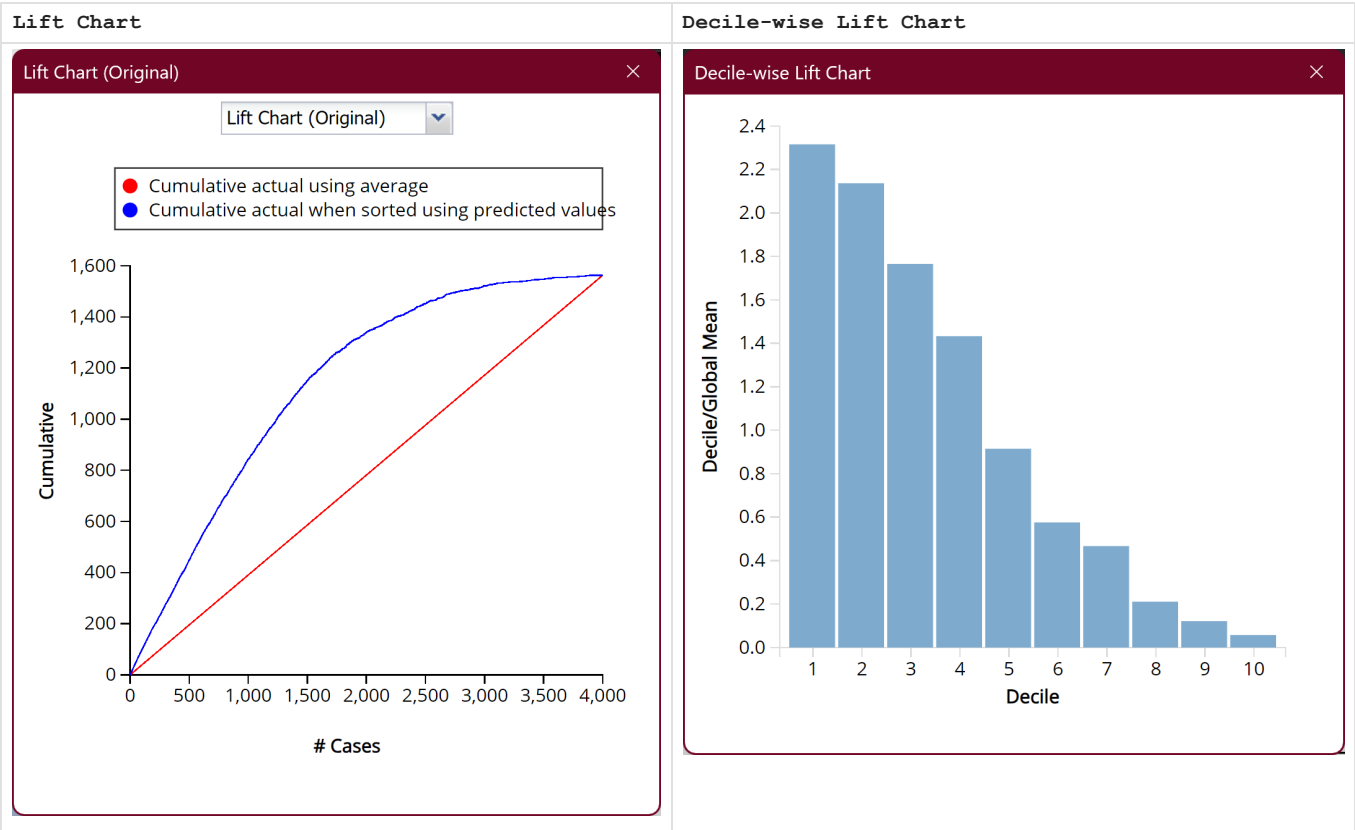 Lift Chart
Decile-wise Lift Chart
Lift Chart (Original)
Lift Chart (Original)
Cumulative actual using average
Cumulative actual when sorted using predicted values
1,600
1,400
1,200
1,000
800
600
400
200
0
Cumulative
0 500 1,000 1,500 2,000 2,500 3,000 3,500 4,000
# Cases
Decile-wise Lift Chart
2.4
2.2
2.0
1.8
1.6
1.4
1.2
1.0
0.8
0.6
0.4
0.2
0.0
Decile/Global Mean
1 2 3 4 5 6 7 8 9 10
Decile